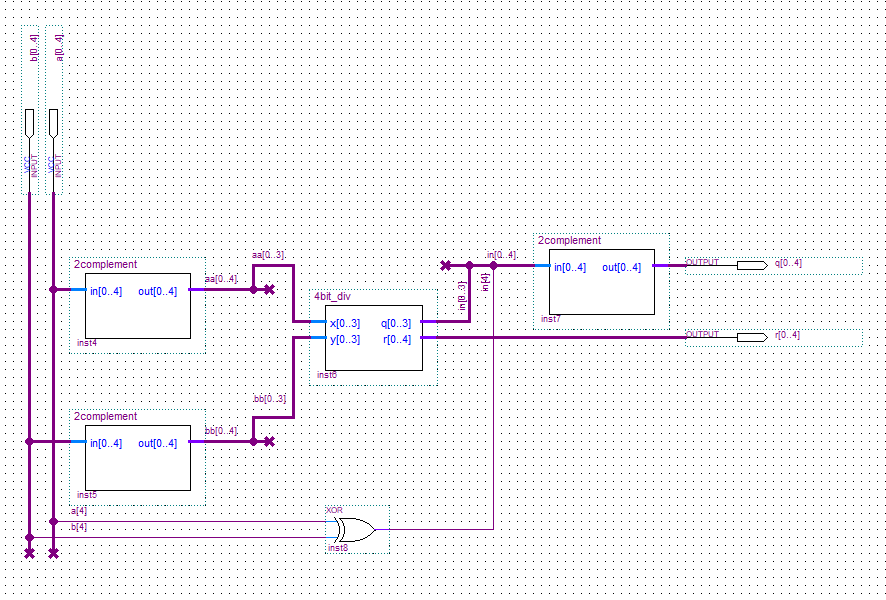 b[0..4]
a[0..4]
VCC
INPUT
VCC
INPUT
2complement
in[0..4] out[0..4]
inst4
aa[0..4]
aa[0..3]
4bit_div
x[0..3] q[0..3]
y[0..3] r[0..4]
inst6
in[0..3]
in[4]
in[0..4]
2complement
in[0..4] out[0..4]
inst7
OUTPUT
q[0..4]
OUTPUT
r[0..4]
bb[0..3]
2complement
in[0..4] out[0..4]
inst5
bb[0..4]
a[4]
b[4]
XOR
inst8